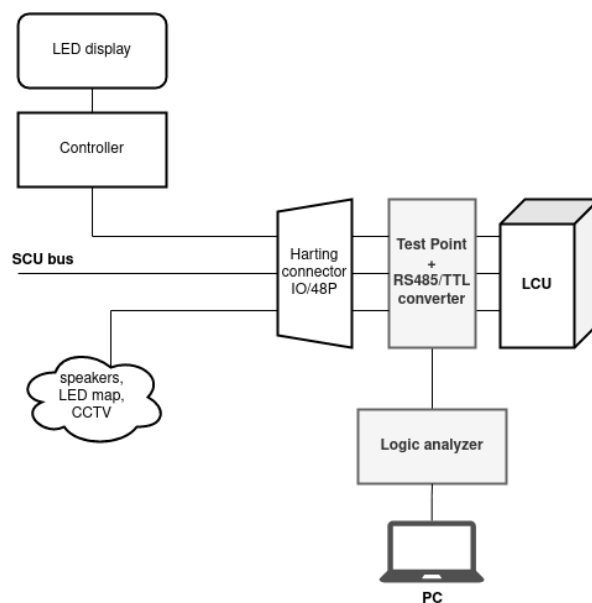 LED display
Controller
SCU bus
Harting
connector
IO/48P
Test Point
+
RS485/TTL
converter
LCU
speakers,
LED map,
CCTV
Logic analyzer
PC